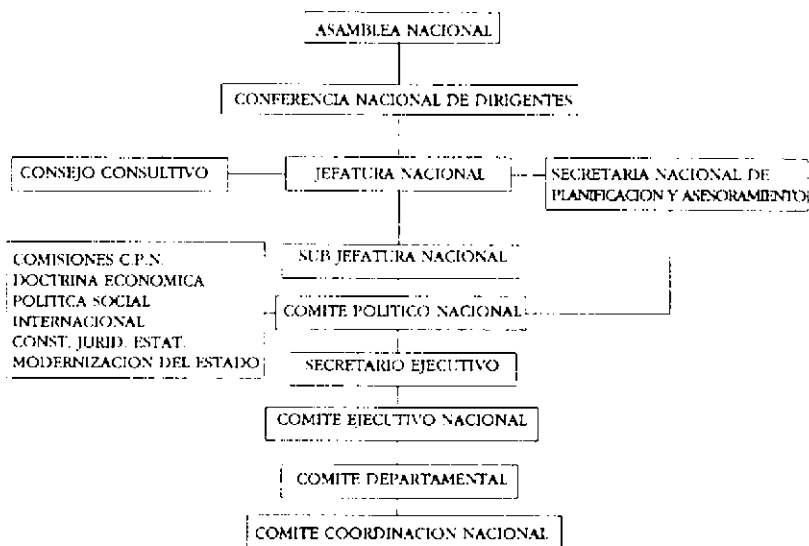 ASAMBLEA NACIONAL
CONFERENCIA NACIONAL DE DIRIGENTES
CONSEJO CONSULTIVO
JEFATURA NACIONAL
SECRETARIA NACIONAL DE
PLANIFICACION Y ASESORAMIENTO
SUB JEFATURA NACIONAL
COMISIONES C.P.N.
DOCTRINA ECONOMICA
POLITICA SOCIAL
INTERNACIONAL
CONST. JURID. ESTAT.
MODERNIZACION DEL ESTADO
COMITE POLITICO NACIONAL
SECRETARIO EJECUTIVO
COMITE EJECUTIVO NACIONAL
COMITE DEPARTAMENTAL
COMITE COORDINACION NACIONAL